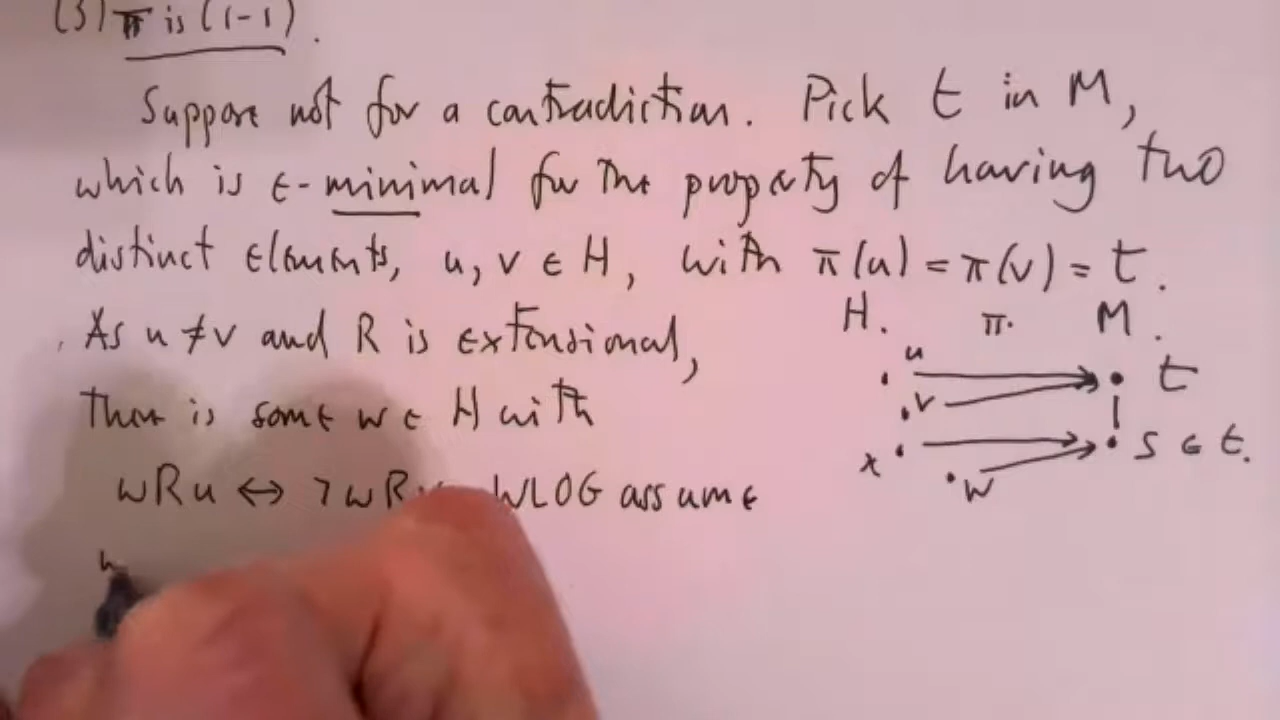 (3) π is (1-1).
Suppose not for a contradiction. Pick t in M,
which is ∈-minimal for the property of having two
distinct elements, u, v ∈ H, with π(u) = π(v) = t.
As u ≠ v and R is extensional,
there is some w ∈ H with
wRu ↔ ¬wR WLOG assume
H. π. M.
u
t
v
x
s ∈ t.
w